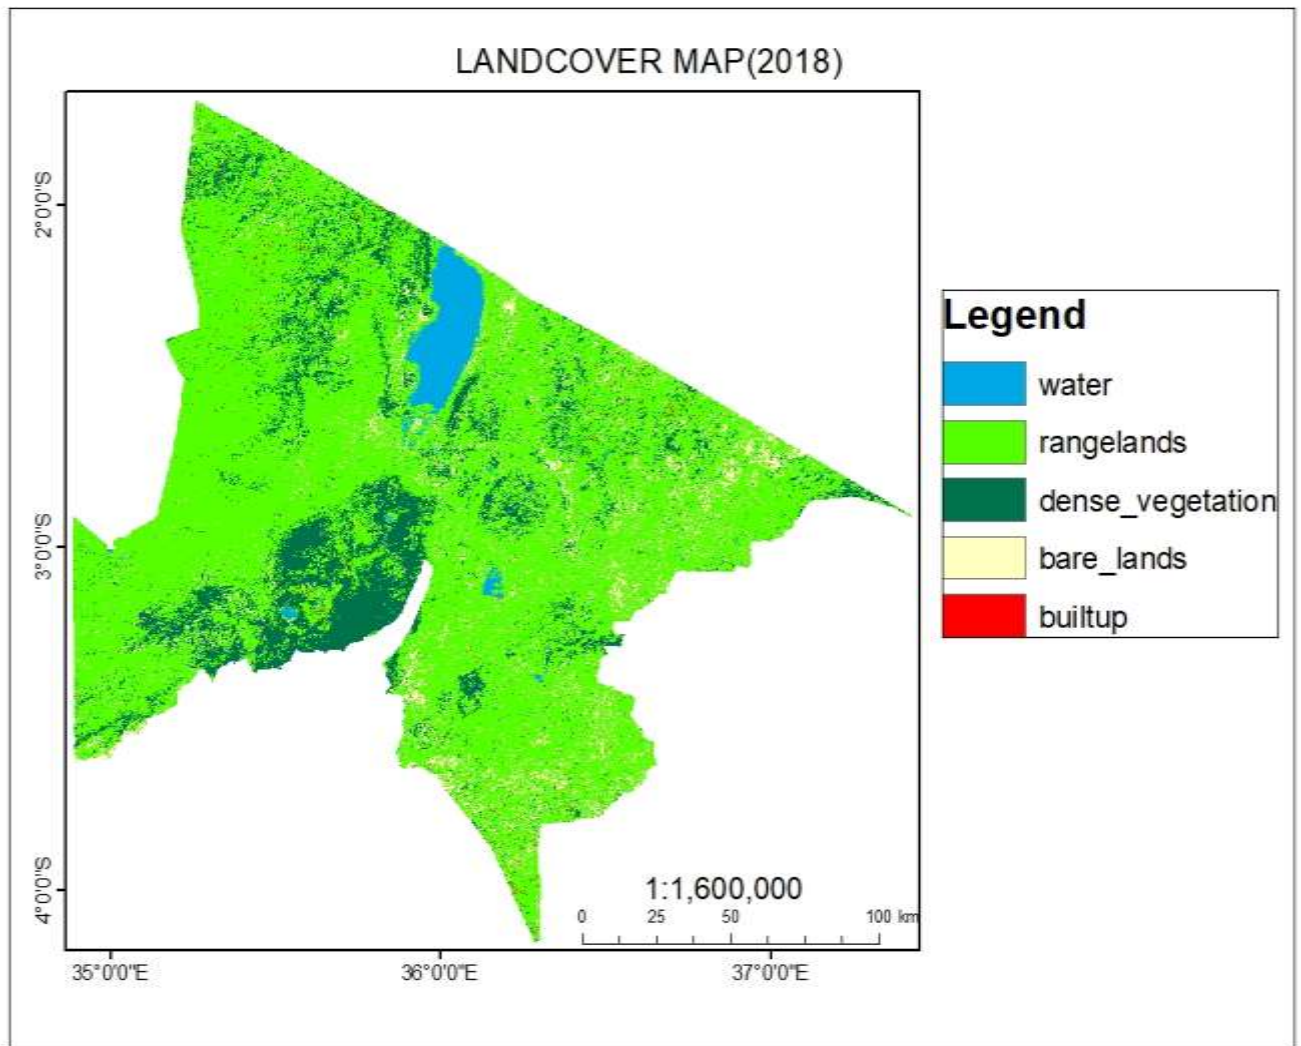 LANDCOVER MAP(2018)
2°0'0"S
3°0'0"S
4°0'0"S
Legend
water
rangelands
dense_vegetation
bare_lands
builtup
1:1,600,000
0 25 50 100 km
35°0'0"E 36°0'0"E 37°0'0"E